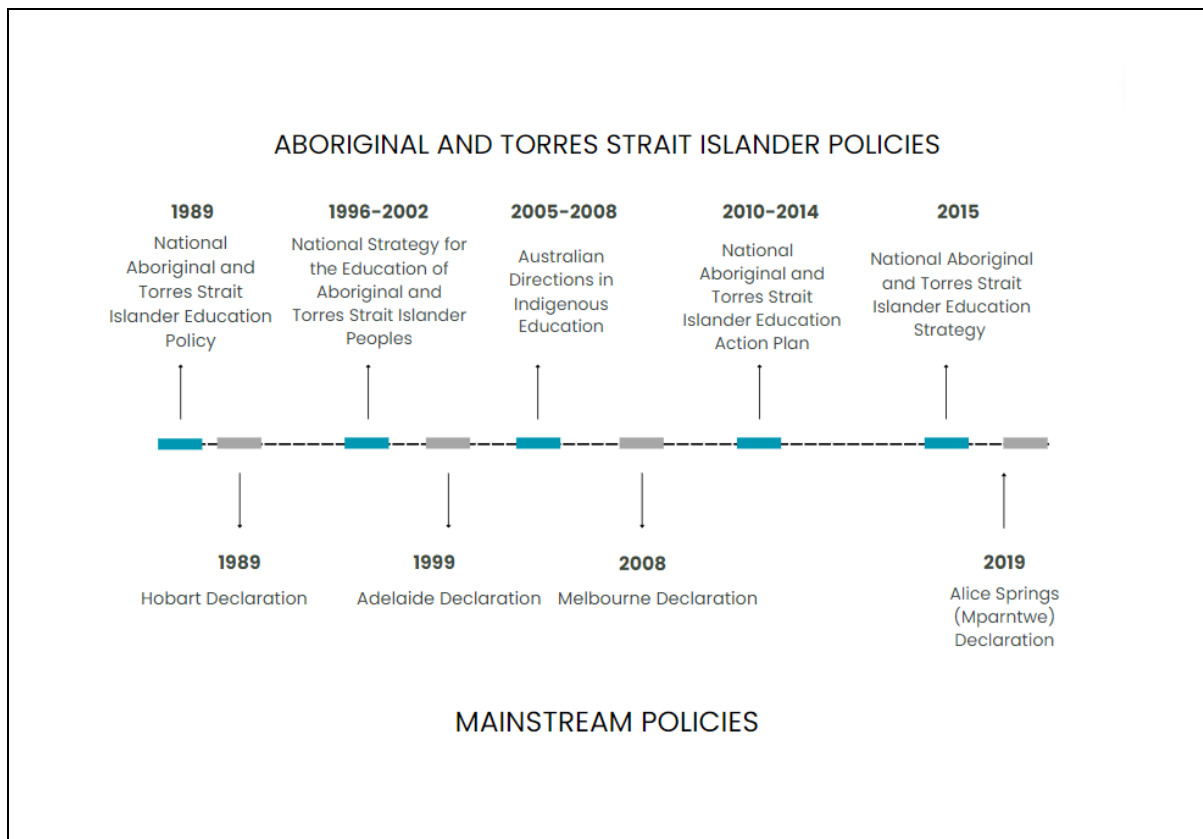 ABORIGINAL AND TORRES STRAIT ISLANDER POLICIES
1989
National
Aboriginal and
Torres Strait
Islander Education
Policy
1996-2002
National Strategy for
the Education of
Aboriginal and
Torres Strait Islander
Peoples
2005-2008
Australian
Directions in
Indigenous
Education
2010-2014
National
Aboriginal and
Torres Strait
Islander Education
Action Plan
2015
National Aboriginal
and Torres Strait
Islander Education
Strategy
1989
Hobart Declaration
1999
Adelaide Declaration
2008
Melbourne Declaration
2019
Alice Springs
(Mparntwe)
Declaration
MAINSTREAM POLICIES